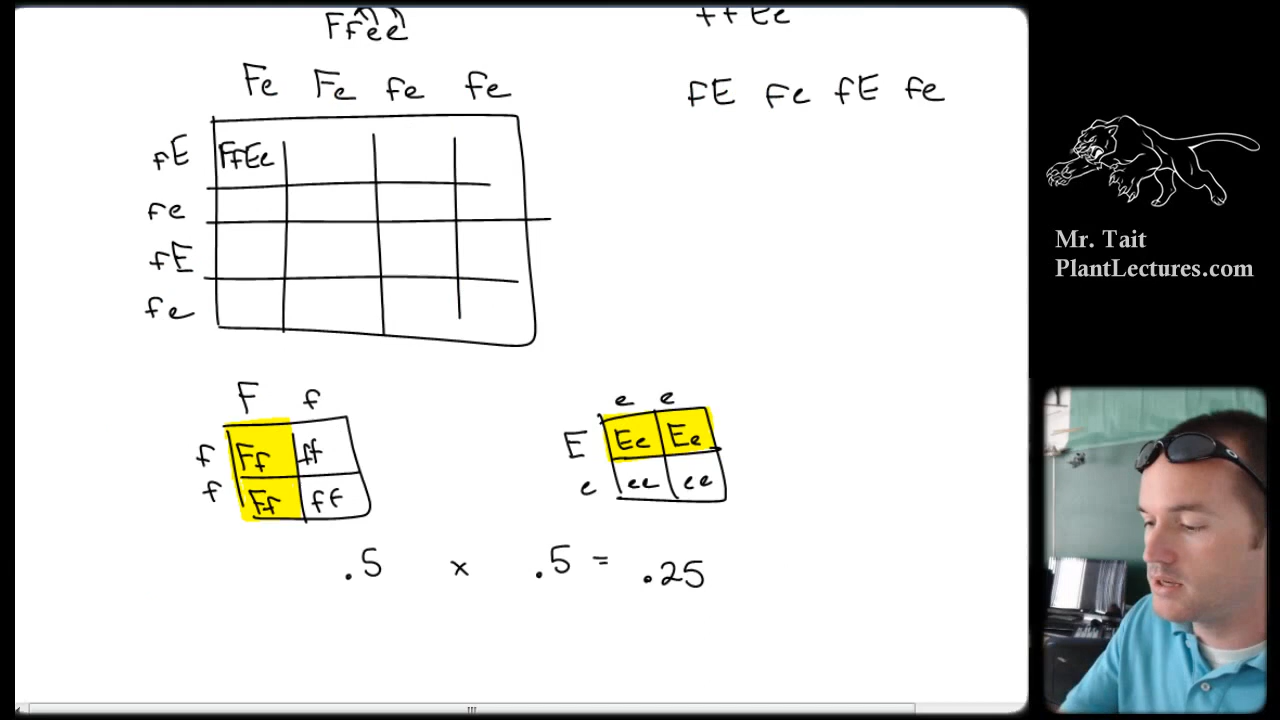 Ffee
ffEe
Fe Fe fe fe
fE Fe fE fe
fE FfEe
fe
fE
fe
Mr. Tait
PlantLectures.com
F f
f Ff ff
f Ff ff
e e
E Ee Ee
e ee ee
.5 x .5 = .25